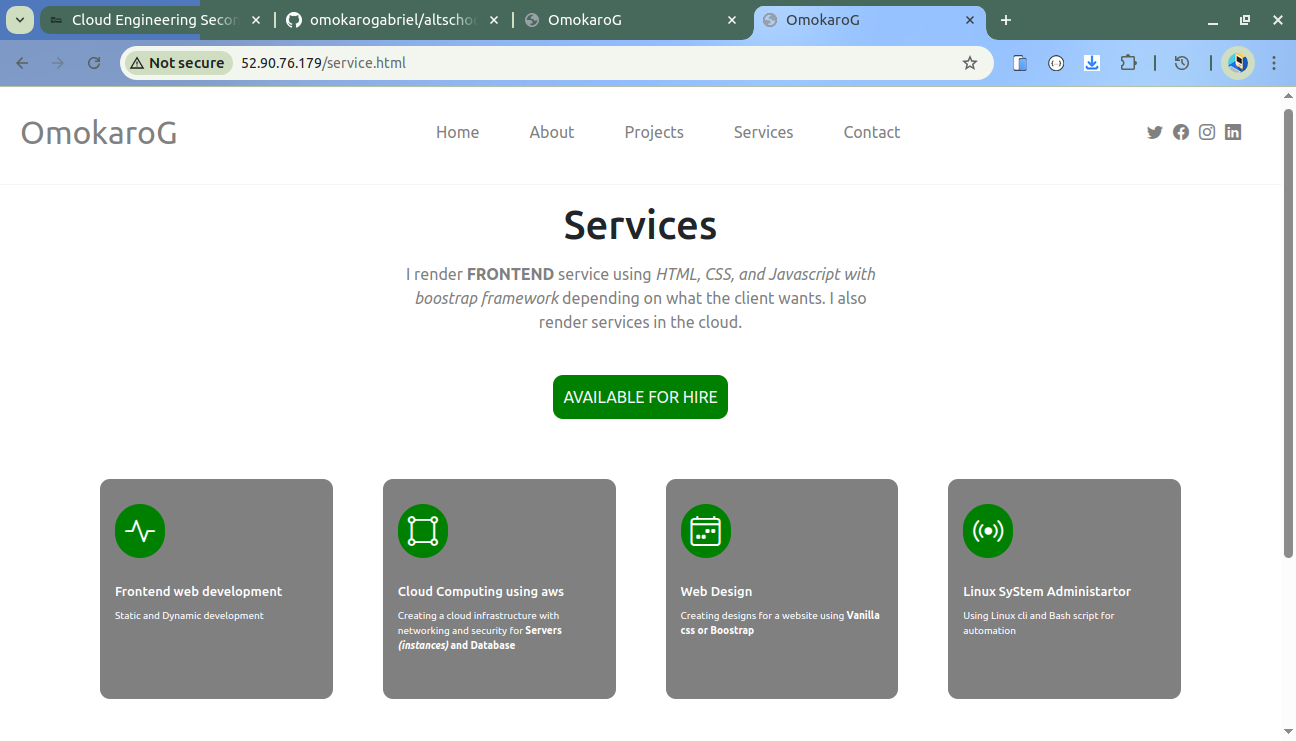 Cloud Engineering Secor
omokarogabriel/altschoo
OmokaroG
OmokaroG
Not secure
52.90.76.179/service.html
OmokaroG
Home
About
Projects
Services
Contact
Services
I render FRONTEND service using HTML, CSS, and Javascript with
boostrap framework depending on what the client wants. I also
render services in the cloud.
AVAILABLE FOR HIRE
Frontend web development
Static and Dynamic development
Cloud Computing using aws
Creating a cloud infrastructure with
networking and security for Servers
(instances) and Database
Web Design
Creating designs for a website using Vanilla
css or Boostrap
Linux SyStem Administartor
Using Linux cli and Bash script for
automation